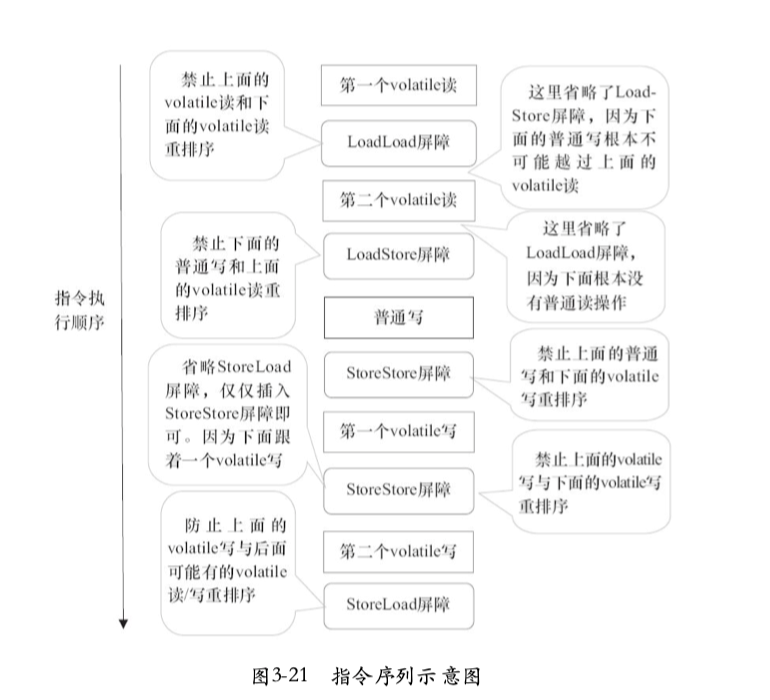 禁止上面的
volatile读和下
面的volatile读
重排序
第一个volatile读
LoadLoad屏障
这里省略了Load-
Store屏障，因为下
面的普通写根本不
可能越过上面的
volatile读
第二个volatile读
禁止下面的
普通写和上面
的volatile读重
排序
LoadStore屏障
这里省略了
LoadLoad屏障，
因为下面根本没
有普通读操作
指令执
行顺序
普通写
省略StoreLoad
屏障，仅仅插入
StoreStore屏障即
可。因为下面跟
着一个volatile写
StoreStore屏障
禁止上面的普通
写和下面的volatile
写重排序
第一个volatile写
StoreStore屏障
禁止上面的volatile
写与下面的volatile写
重排序
防止上面的
volatile写与后面
可能有的volatile
读/写重排序
第二个volatile写
StoreLoad屏障
图3-21 指令序列示意图